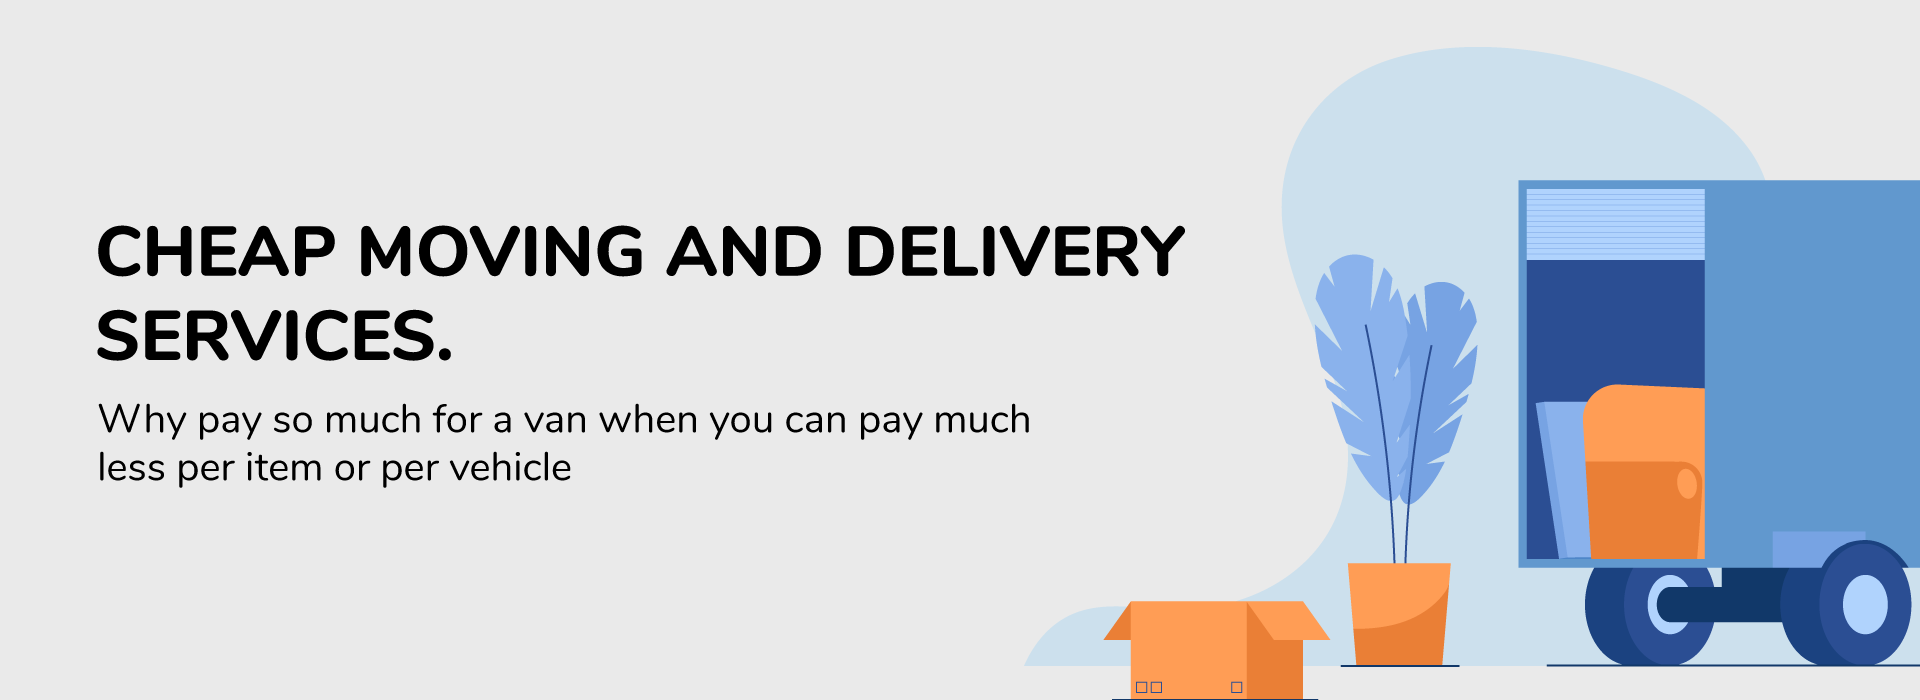 CHEAP MOVING AND DELIVERY
SERVICES.
Why pay so much for a van when you can pay much
less per item or per vehicle